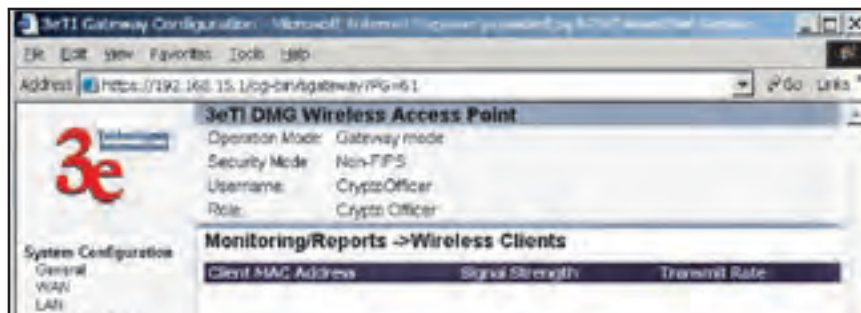 3eTI Gateway Configuration - Microsoft Internet Explorer provided by
File Edit View Favorites Tools Help
Address https://192.168.15.1/cgi-bin/sgateway?PG=61 Go Links
3e Technologies
3eTI DMG Wireless Access Point
Operation Mode: Gateway mode
Security Mode: Non-FIPS
Username: CryptoOfficer
Role: Crypto Officer
System Configuration
General
WAN
LAN
Monitoring/Reports ->Wireless Clients
Client MAC Address Signal Strength Transmit Rate